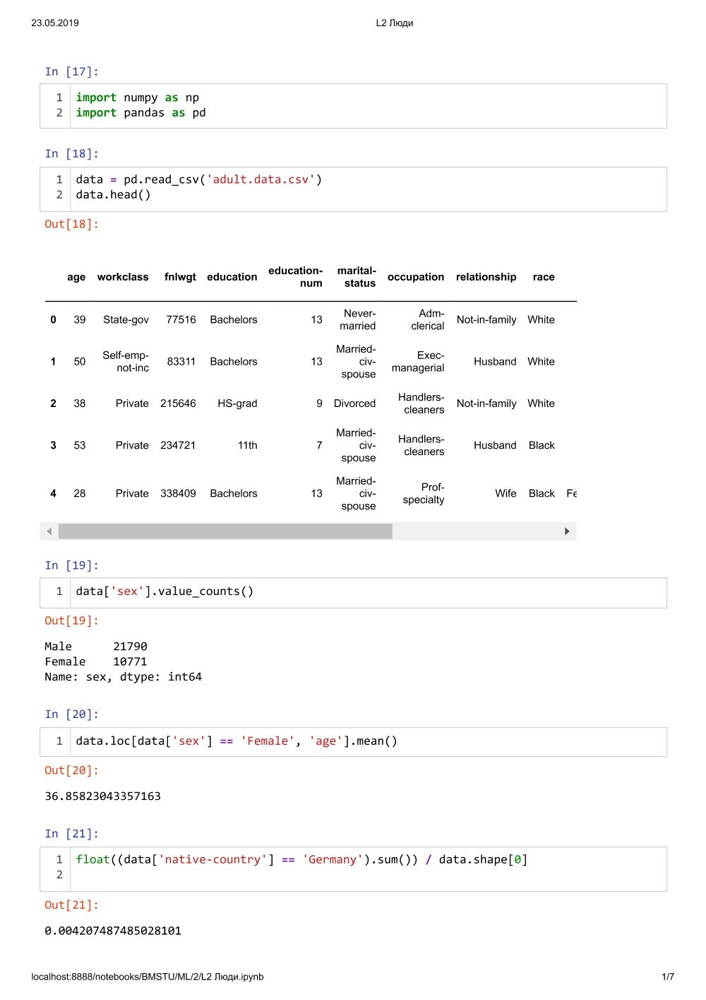 23.05.2019 L2 Люди
In [17]:
1 import numpy as np
2 import pandas as pd
In [18]:
1 data = pd.read_csv('adult.data.csv')
2 data.head()
Out[18]:
age workclass fnlwgt education education-num marital-status occupation relationship race
0 39 State-gov 77516 Bachelors 13 Never-married Adm-clerical Not-in-family White
1 50 Self-emp-not-inc 83311 Bachelors 13 Married-civ-spouse Exec-managerial Husband White
2 38 Private 215646 HS-grad 9 Divorced Handlers-cleaners Not-in-family White
3 53 Private 234721 11th 7 Married-civ-spouse Handlers-cleaners Husband Black
4 28 Private 338409 Bachelors 13 Married-civ-spouse Prof-specialty Wife Black Fe
In [19]:
1 data['sex'].value_counts()
Out[19]:
Male 21790
Female 10771
Name: sex, dtype: int64
In [20]:
1 data.loc[data['sex'] == 'Female', 'age'].mean()
Out[20]:
36.85823043357163
In [21]:
1 float((data['native-country'] == 'Germany').sum()) / data.shape[0]
2
Out[21]:
0.004207487485028101
localhost:8888/notebooks/BMSTU/ML/2/L2 Люди.ipynb 1/7